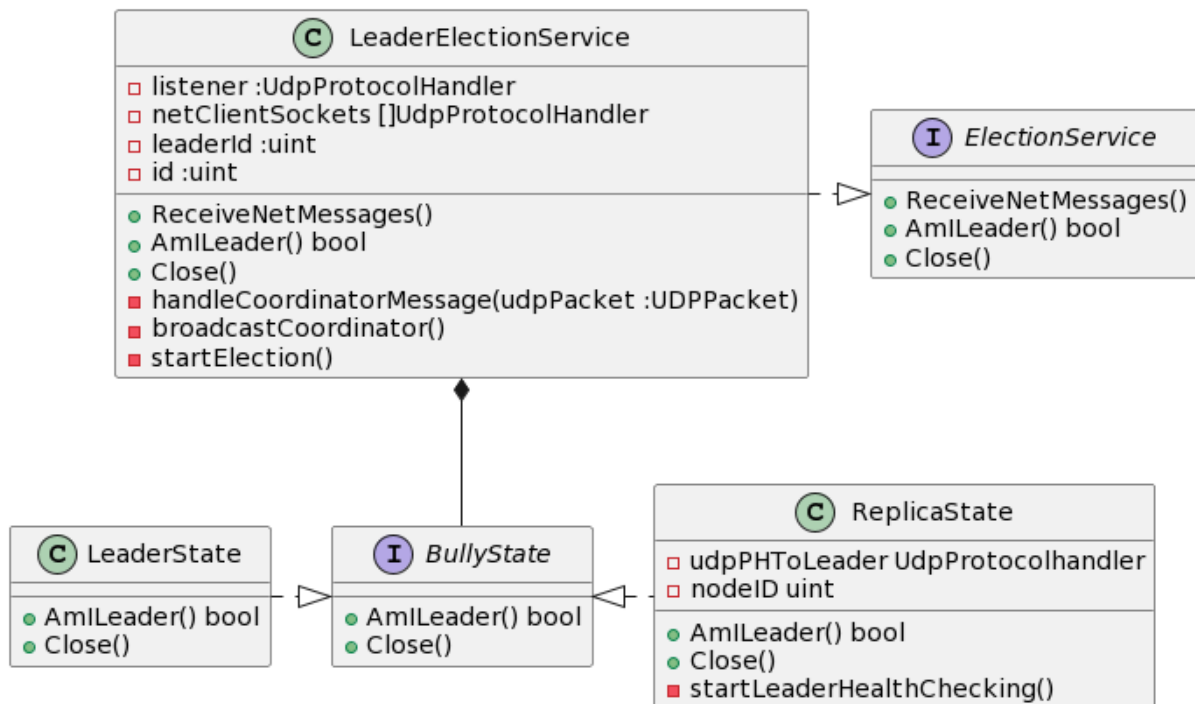 C LeaderElectionService
listener :UdpProtocolHandler
netClientSockets []UdpProtocolHandler
leaderId :uint
id :uint
ReceiveNetMessages()
AmILeader() bool
Close()
handleCoordinatorMessage(udpPacket :UDPPacket)
broadcastCoordinator()
startElection()
I ElectionService
ReceiveNetMessages()
AmILeader() bool
Close()
C LeaderState
AmILeader() bool
Close()
I BullyState
AmILeader() bool
Close()
C ReplicaState
udpPHToLeader UdpProtocolhandler
nodeID uint
AmILeader() bool
Close()
startLeaderHealthChecking()